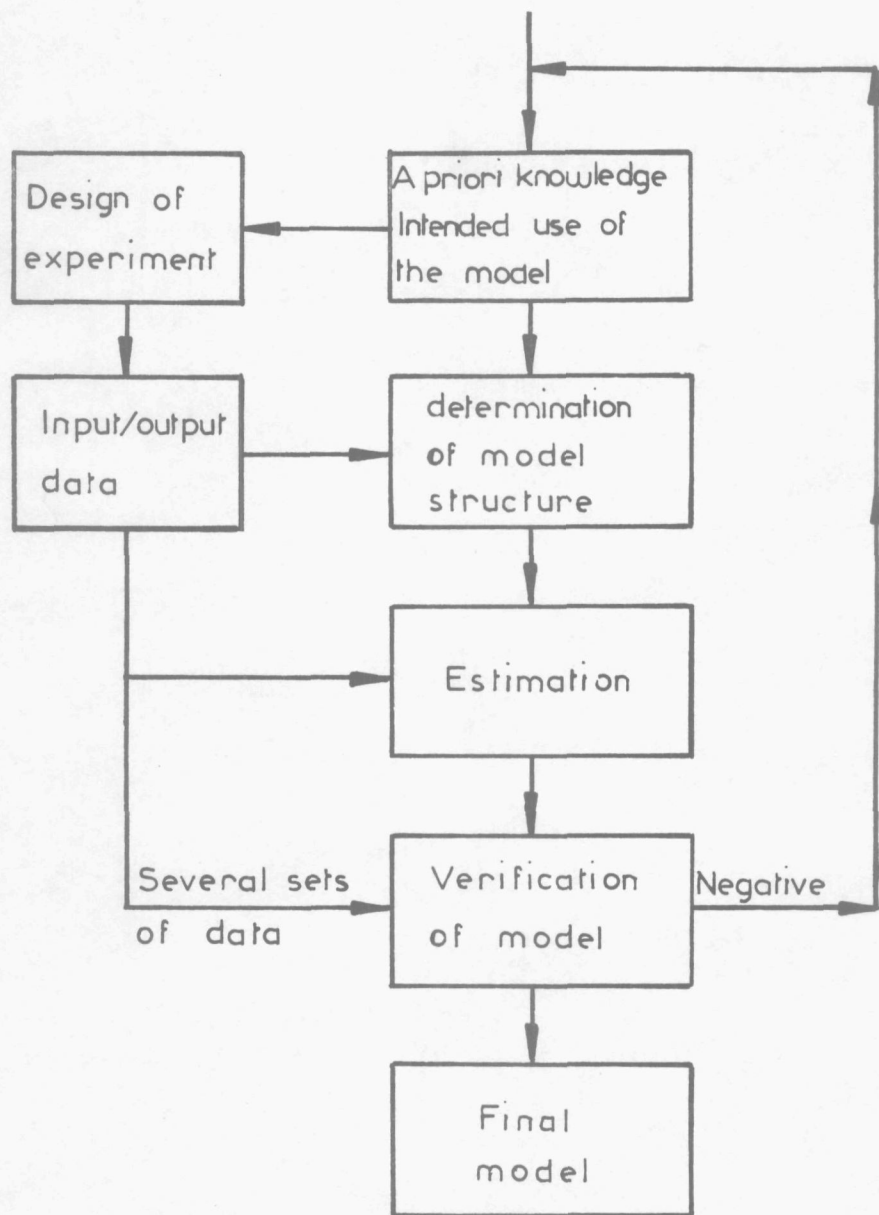 A priori knowledge
Intended use of
the model
Design of
experiment
Input/output
data
determination
of model
structure
Estimation
Several sets
of data
Verification
of model
Negative
Final
model